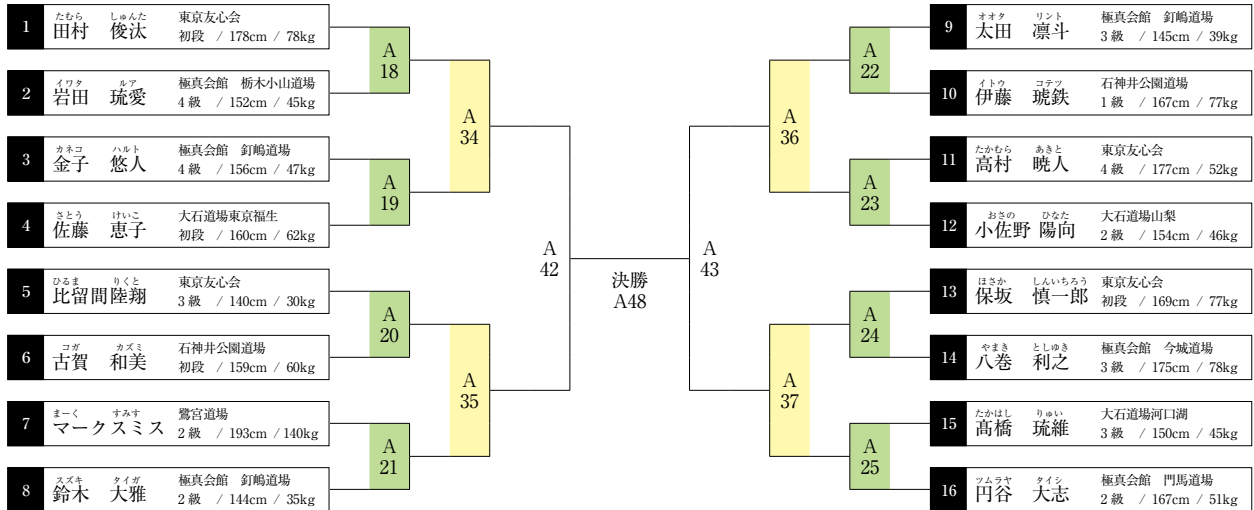 1
たむら しゅんた
田村 俊汰
東京友心会
初段 / 178cm / 78kg
2
イワタ ルア
岩田 琉愛
極真会館 栃木小山道場
4級 / 152cm / 45kg
3
カネコ ハルト
金子 悠人
極真会館 釘嶋道場
4級 / 156cm / 47kg
4
さとう けいこ
佐藤 恵子
大石道場東京福生
初段 / 160cm / 62kg
5
ひるま りくと
比留間陸翔
東京友心会
3級 / 140cm / 30kg
6
コガ カズミ
古賀 和美
石神井公園道場
初段 / 159cm / 60kg
7
まーく すみす
マークスミス
鷺宮道場
2級 / 193cm / 140kg
8
スズキ タイガ
鈴木 大雅
極真会館 釘嶋道場
2級 / 144cm / 35kg
A
18
A
19
A
20
A
21
A
34
A
35
A
42
決勝
A48
A
43
A
36
A
37
A
22
A
23
A
24
A
25
9
オオタ リント
太田 凛斗
極真会館 釘嶋道場
3級 / 145cm / 39kg
10
イトウ コテツ
伊藤 琥鉄
石神井公園道場
1級 / 167cm / 77kg
11
たかむら あきと
高村 暁人
東京友心会
4級 / 177cm / 52kg
12
おさの ひなた
小佐野 陽向
大石道場山梨
2級 / 154cm / 46kg
13
ほさか しんいちろう
保坂 慎一郎
東京友心会
初段 / 169cm / 77kg
14
やまき としゆき
八巻 利之
極真会館 今城道場
3級 / 175cm / 78kg
15
たかはし りゅい
髙橋 琉維
大石道場河口湖
3級 / 150cm / 45kg
16
ツムラヤ タイシ
円谷 大志
極真会館 門馬道場
2級 / 167cm / 51kg